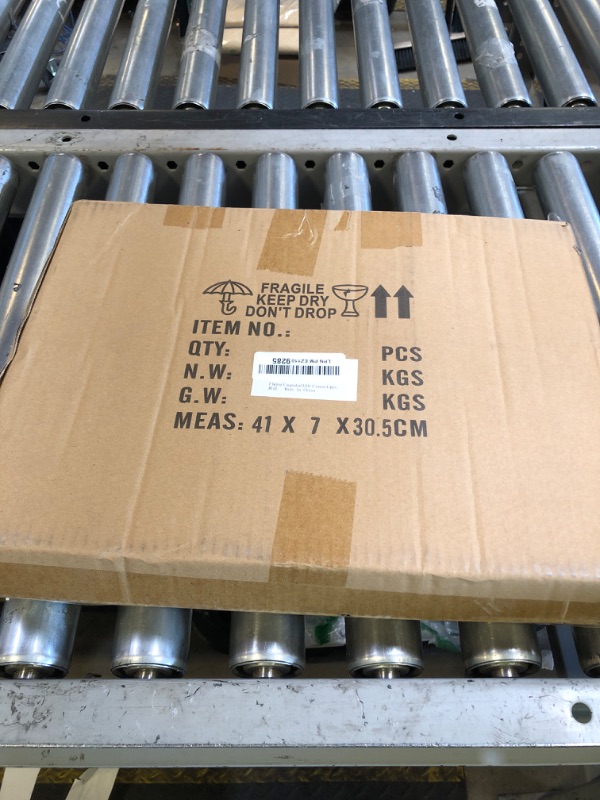 FRAGILE
KEEP DRY
DON'T DROP
ITEM NO.:
QTY: PCS
N.W: KGS
G.W: KGS
MEAS: 41 X 7 X30.5CM